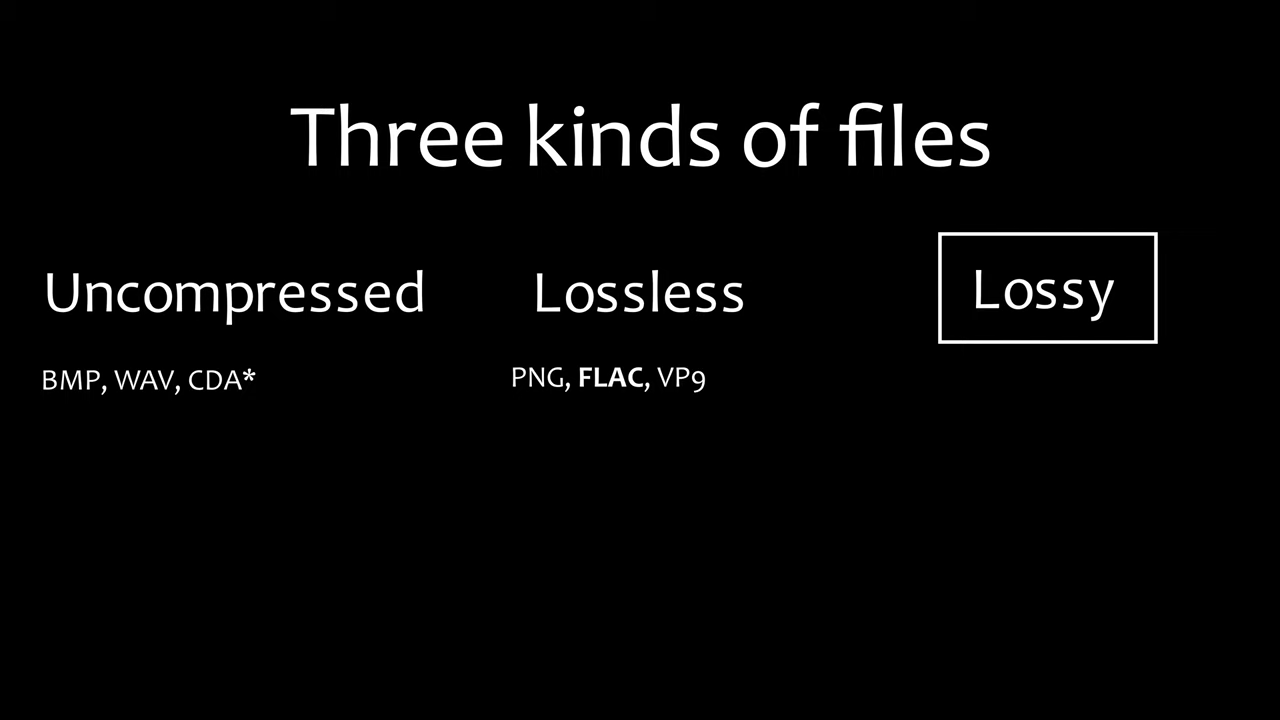 Three kinds of files
Uncompressed
Lossless
Lossy
BMP, WAV, CDA*
PNG, FLAC, VP9